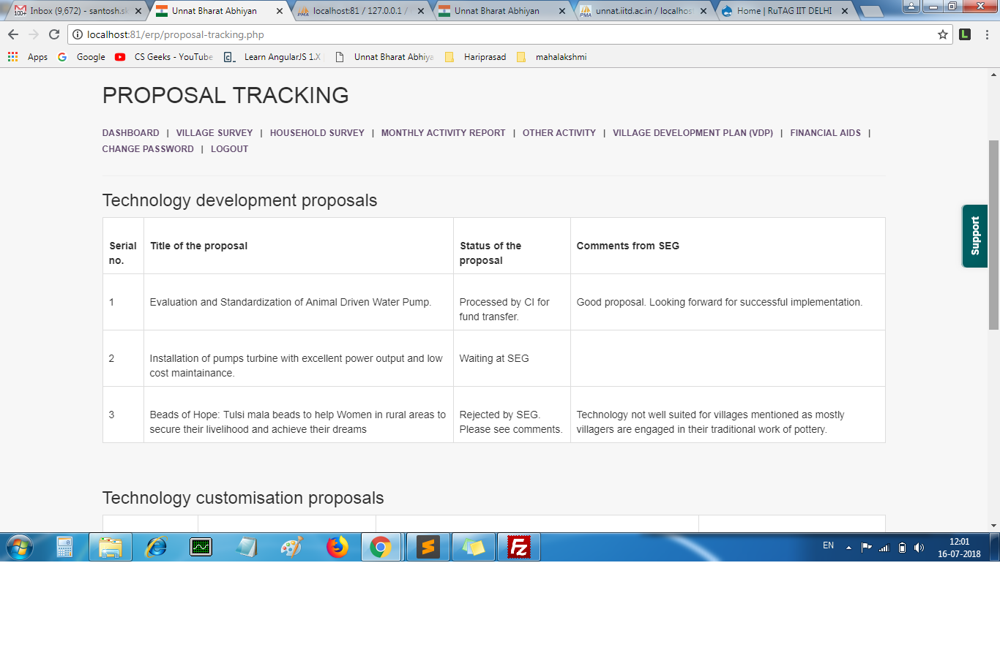 Inbox (9,672) - santosh.sk
Unnat Bharat Abhiyan
localhost:81 / 127.0.0.1 /
Unnat Bharat Abhiyan
unnat.iitd.ac.in / localhos
Home | RuTAG IIT DELHI
localhost:81/erp/proposal-tracking.php
Apps
Google
CS Geeks - YouTube
Learn AngularJS 1.X
Unnat Bharat Abhiya
Hariprasad
mahalakshmi
PROPOSAL TRACKING
DASHBOARD | VILLAGE SURVEY | HOUSEHOLD SURVEY | MONTHLY ACTIVITY REPORT | OTHER ACTIVITY | VILLAGE DEVELOPMENT PLAN (VDP) | FINANCIAL AIDS |
CHANGE PASSWORD | LOGOUT
Technology development proposals
Serial no.
Title of the proposal
Status of the proposal
Comments from SEG
1
Evaluation and Standardization of Animal Driven Water Pump.
Processed by CI for
fund transfer.
Good proposal. Looking forward for successful implementation.
2
Installation of pumps turbine with excellent power output and low
cost maintainance.
Waiting at SEG
3
Beads of Hope: Tulsi mala beads to help Women in rural areas to
secure their livelihood and achieve their dreams
Rejected by SEG.
Please see comments.
Technology not well suited for villages mentioned as mostly
villagers are engaged in their traditional work of pottery.
Technology customisation proposals
Support
EN
12:01
16-07-2018